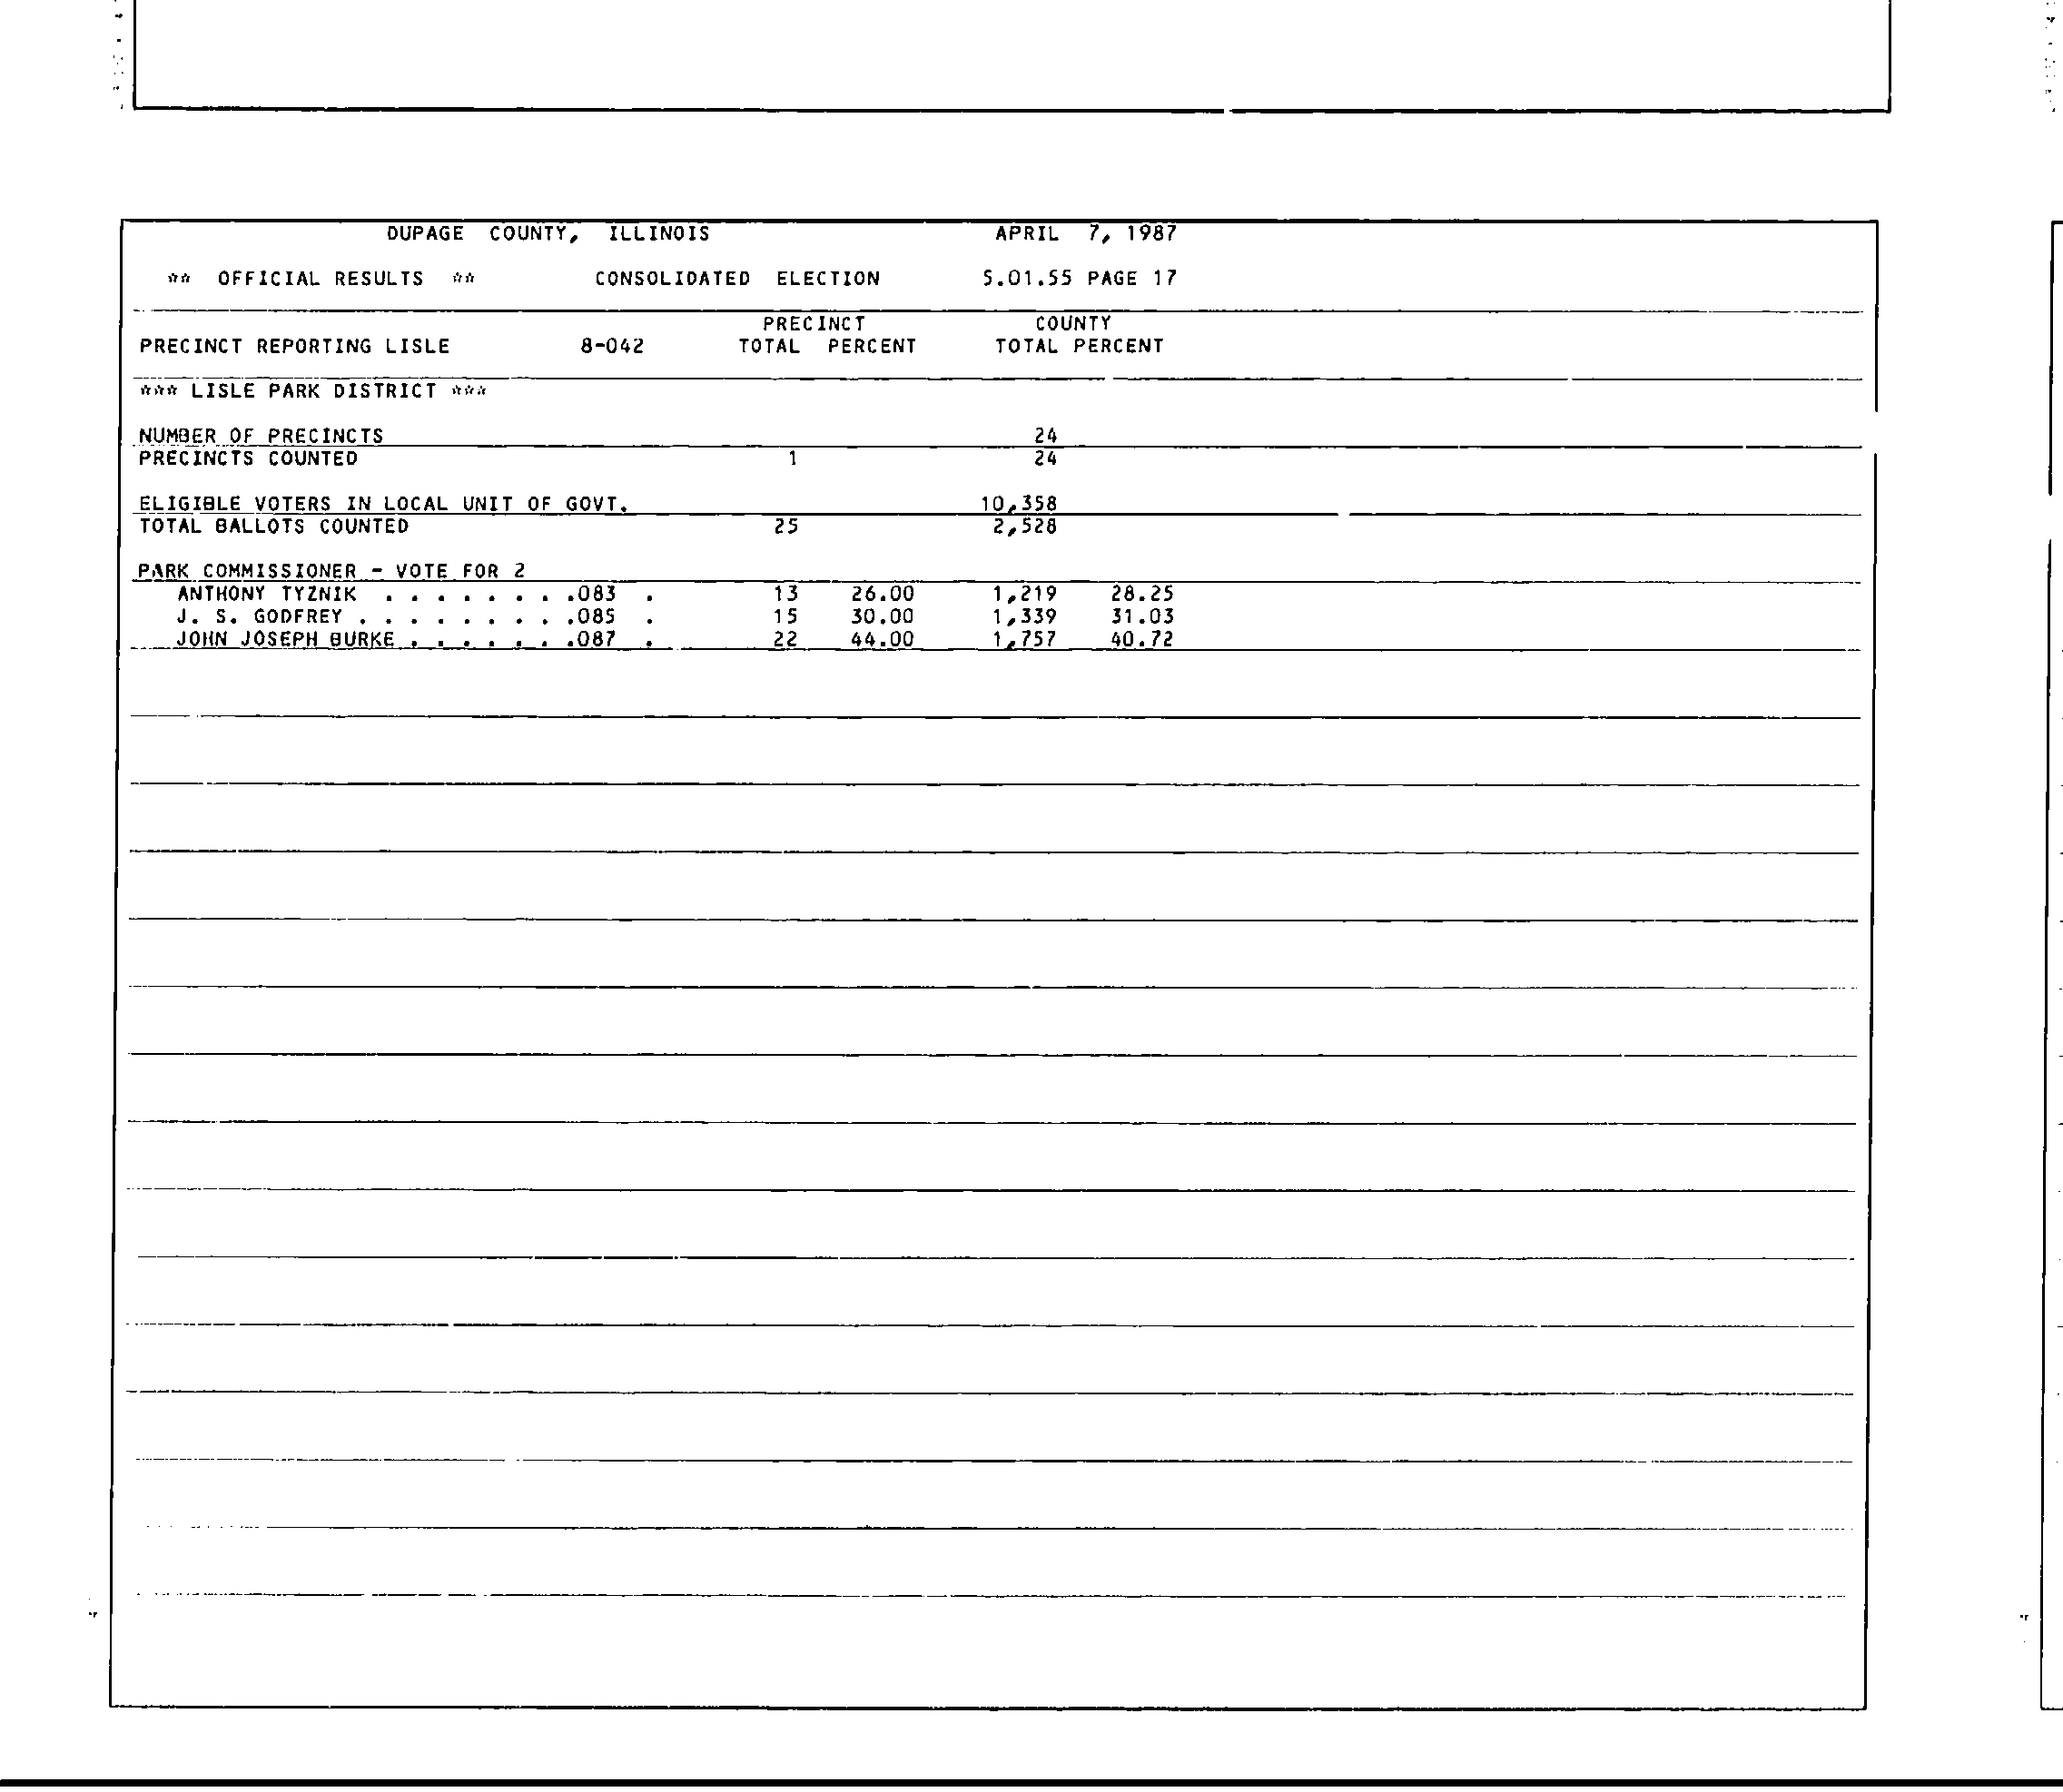 DUPAGE COUNTY, ILLINOIS APRIL 7, 1987
** OFFICIAL RESULTS ** CONSOLIDATED ELECTION S.01.55 PAGE 17
PRECINCT COUNTY
PRECINCT REPORTING LISLE 8-042 TOTAL PERCENT TOTAL PERCENT
*** LISLE PARK DISTRICT ***
NUMBER OF PRECINCTS 24
PRECINCTS COUNTED 1 24
ELIGIBLE VOTERS IN LOCAL UNIT OF GOVT. 10,358
TOTAL BALLOTS COUNTED 25 2,528
PARK COMMISSIONER - VOTE FOR 2
ANTHONY TYZNIK . . . . . . . .083 . 13 26.00 1,219 28.25
J. S. GODFREY . . . . . . . . .085 . 15 30.00 1,339 31.03
JOHN JOSEPH BURKE . . . . . . .087 . 22 44.00 1,757 40.72